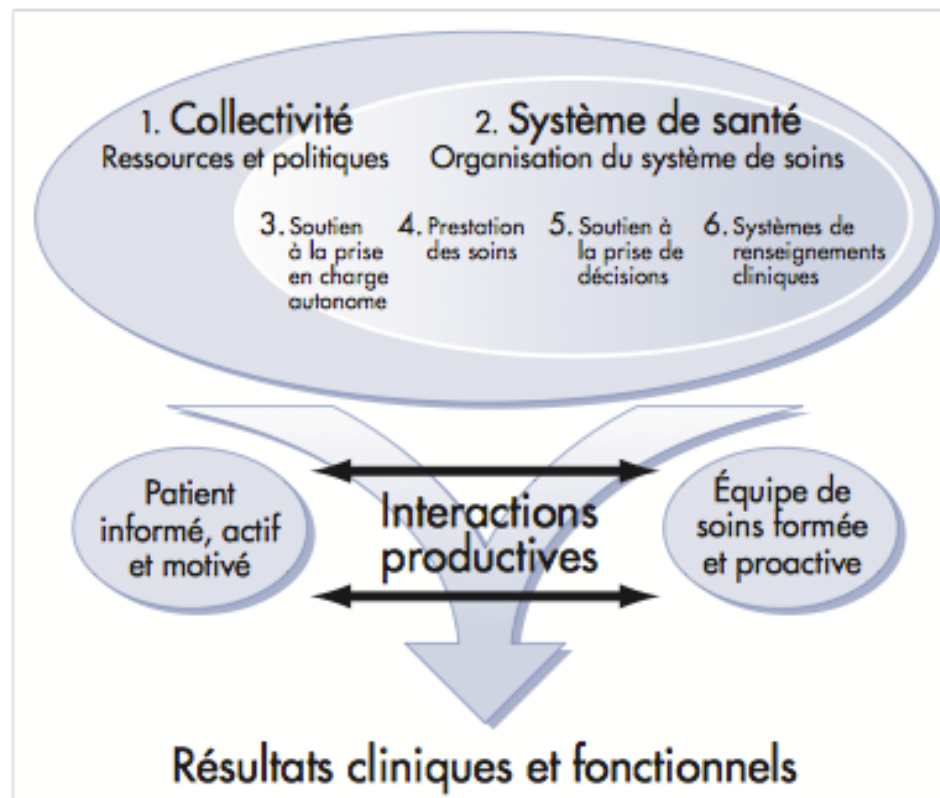 1. Collectivité
Ressources et politiques
2. Système de santé
Organisation du système de soins
3. Soutien
à la prise
en charge
autonome
4. Prestation
des soins
5. Soutien à
la prise de
décisions
6. Systèmes de
renseignements
cliniques
Patient
informé, actif
et motivé
Interactions
productives
Équipe de
soins formée
et proactive
Résultats cliniques et fonctionnels